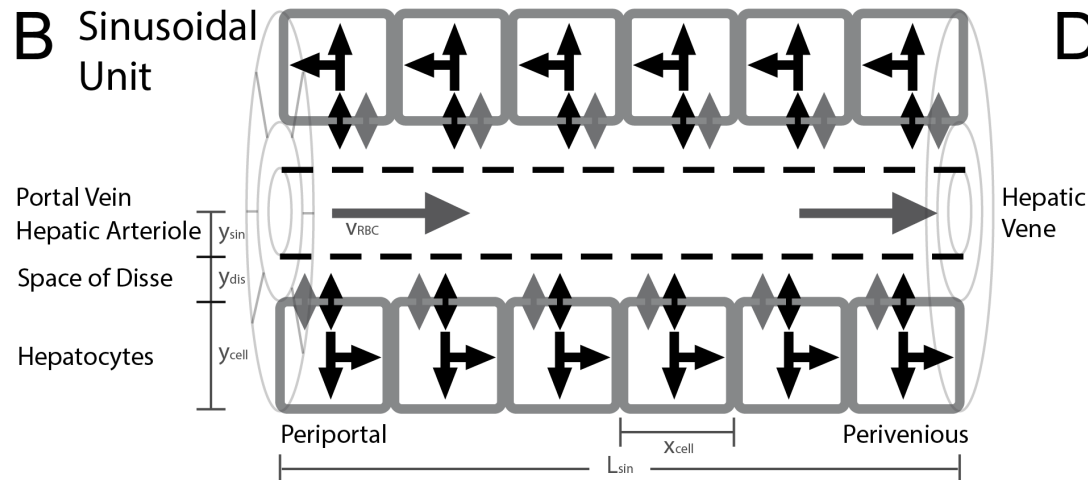 B
Sinusoidal
Unit
D
Portal Vein
Hepatic Arteriole
ysin
vRBC
Hepatic
Vene
Space of Disse
ydis
Hepatocytes
ycell
Periportal
Perivenious
xcell
Lsin